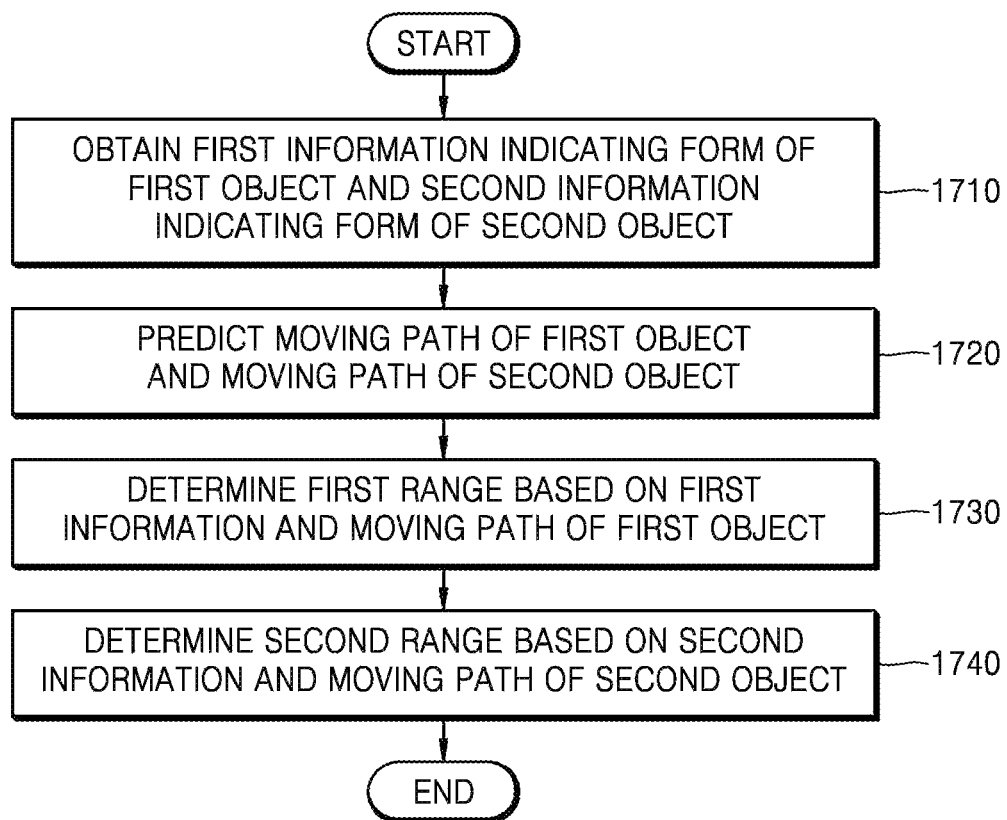 START
OBTAIN FIRST INFORMATION INDICATING FORM OF
FIRST OBJECT AND SECOND INFORMATION
INDICATING FORM OF SECOND OBJECT
1710
PREDICT MOVING PATH OF FIRST OBJECT
AND MOVING PATH OF SECOND OBJECT
1720
DETERMINE FIRST RANGE BASED ON FIRST
INFORMATION AND MOVING PATH OF FIRST OBJECT
1730
DETERMINE SECOND RANGE BASED ON SECOND
INFORMATION AND MOVING PATH OF SECOND OBJECT
1740
END